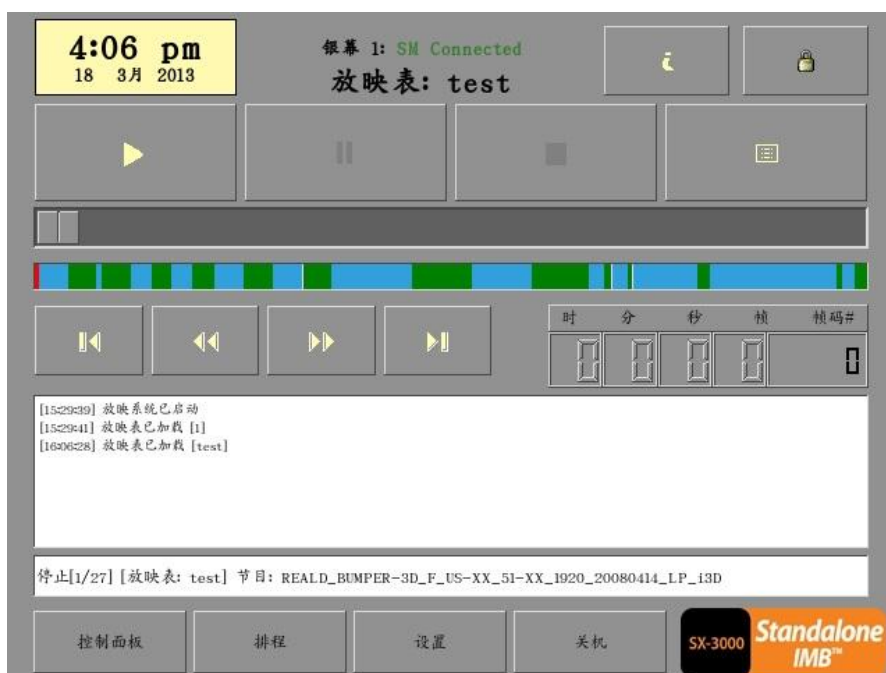 4:06 pm
18 3月 2013
银幕 1: SM Connected
放映表: test
i
时 分 秒 帧 帧码#
0 0 0 0 0
[15:29:39] 放映系统已启动
[15:29:41] 放映表已加载 [1]
[16:06:28] 放映表已加载 [test]
停止[1/27] [放映表: test] 节目: REALD_BUMPER-3D_F_US-XX_51-XX_1920_20080414_LP_i3D
控制面板 排程 设置 关机
SX-3000 Standalone
IMB™